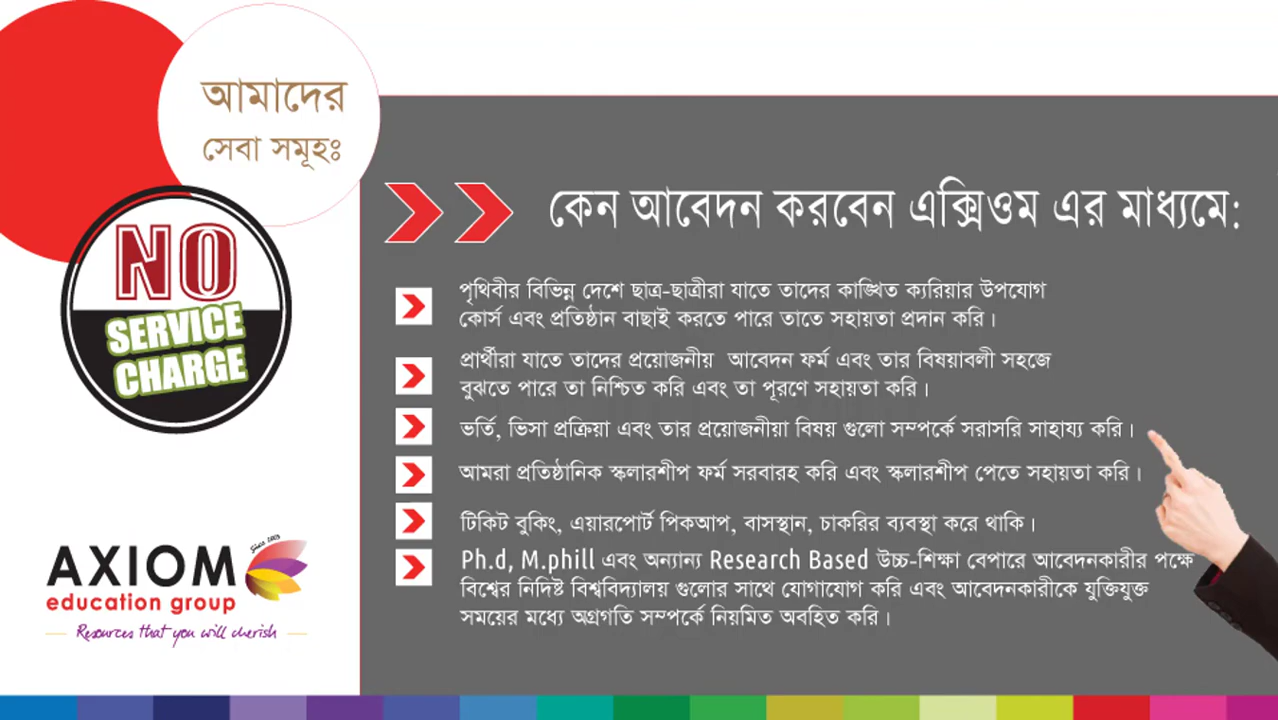 আমাদের
সেবা সমূহঃ
NO
SERVICE
CHARGE
কেন আবেদন করবেন এক্সিওম এর মাধ্যমে:
পৃথিবীর বিভিন্ন দেশে ছাত্র-ছাত্রীরা যাতে তাদের কাঙ্খিত ক্যরিয়ার উপযোগ
কোর্স এবং প্রতিষ্ঠান বাছাই করতে পারে তাতে সহায়তা প্রদান করি।
প্রার্থীরা যাতে তাদের প্রয়োজনীয় আবেদন ফর্ম এবং তার বিষয়াবলী সহজে
বুঝতে পারে তা নিশ্চিত করি এবং তা পূরণে সহায়তা করি।
ভর্তি, ভিসা প্রক্রিয়া এবং তার প্রয়োজনীয়া বিষয় গুলো সম্পর্কে সরাসরি সাহায্য করি।
আমরা প্রতিষ্ঠানিক স্কলারশীপ ফর্ম সরবারহ করি এবং স্কলারশীপ পেতে সহায়তা করি।
টিকিট বুকিং, এয়ারপোর্ট পিকআপ, বাসস্থান, চাকরির ব্যবস্থা করে থাকি।
Ph.d, M.phill এবং অন্যান্য Research Based উচ্চ-শিক্ষা বেপারে আবেদনকারীর পক্ষে
বিশ্বের নিদিষ্ট বিশ্ববিদ্যালয় গুলোর সাথে যোগাযোগ করি এবং আবেদনকারীকে যুক্তিযুক্ত
সময়ের মধ্যে অগ্রগতি সম্পর্কে নিয়মিত অবহিত করি।
Since 2003
AXIOM
education group
Resources that you will cherish